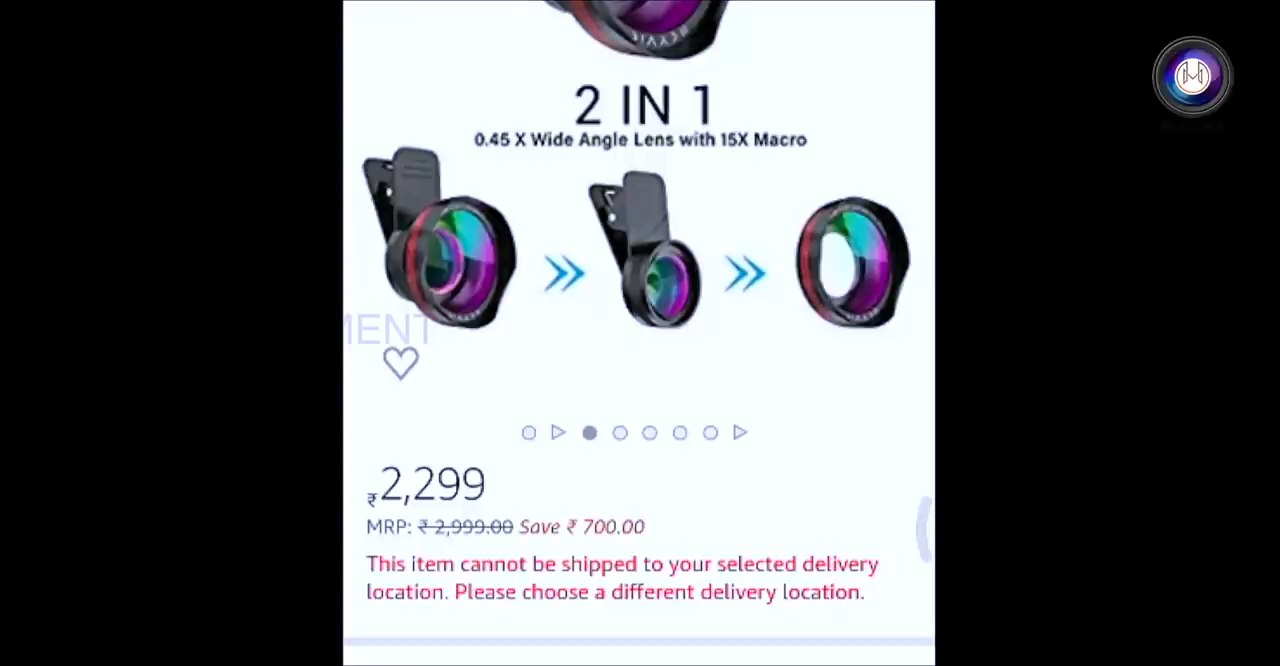 2 IN 1
0.45 X Wide Angle Lens with 15X Macro
MENT
₹2,299
MRP: ₹ 2,999.00 Save ₹ 700.00
This item cannot be shipped to your selected delivery
location. Please choose a different delivery location.